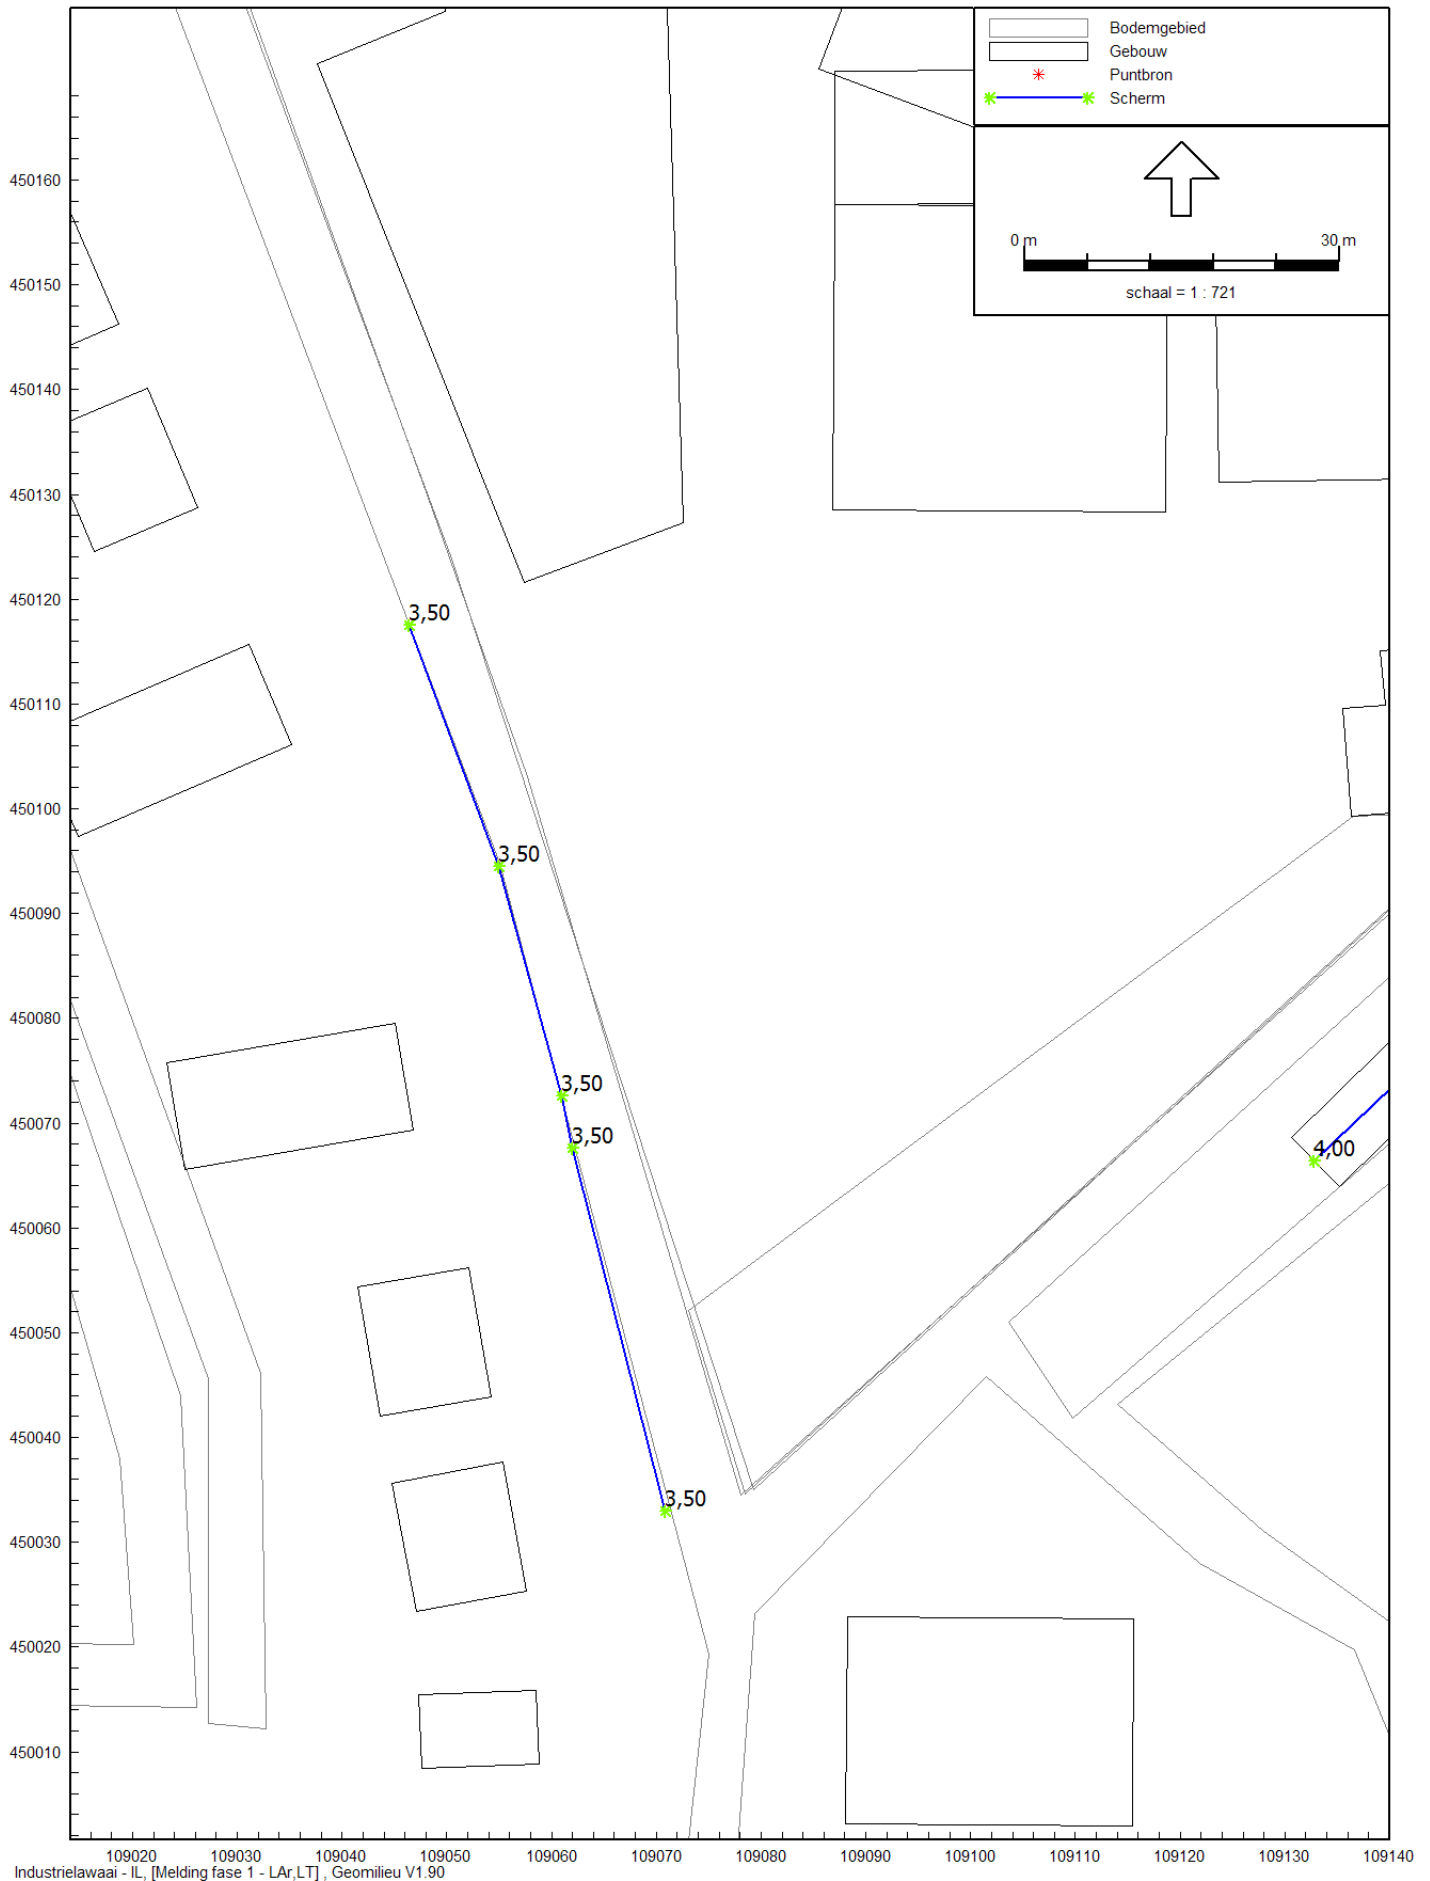 Bodemgebied
Gebouw
Puntbron
Scherm
0 m 30 m
schaal = 1 : 721
450160
450150
450140
450130
450120
450110
450100
450090
450080
450070
450060
450050
450040
450030
450020
450010
3,50
3,50
3,50
3,50
4,00
3,50
109020 109030 109040 109050 109060 109070 109080 109090 109100 109110 109120 109130 109140
Industrielawaai - IL, [Melding fase 1 - LAr,LT] , Geomilieu V1.90